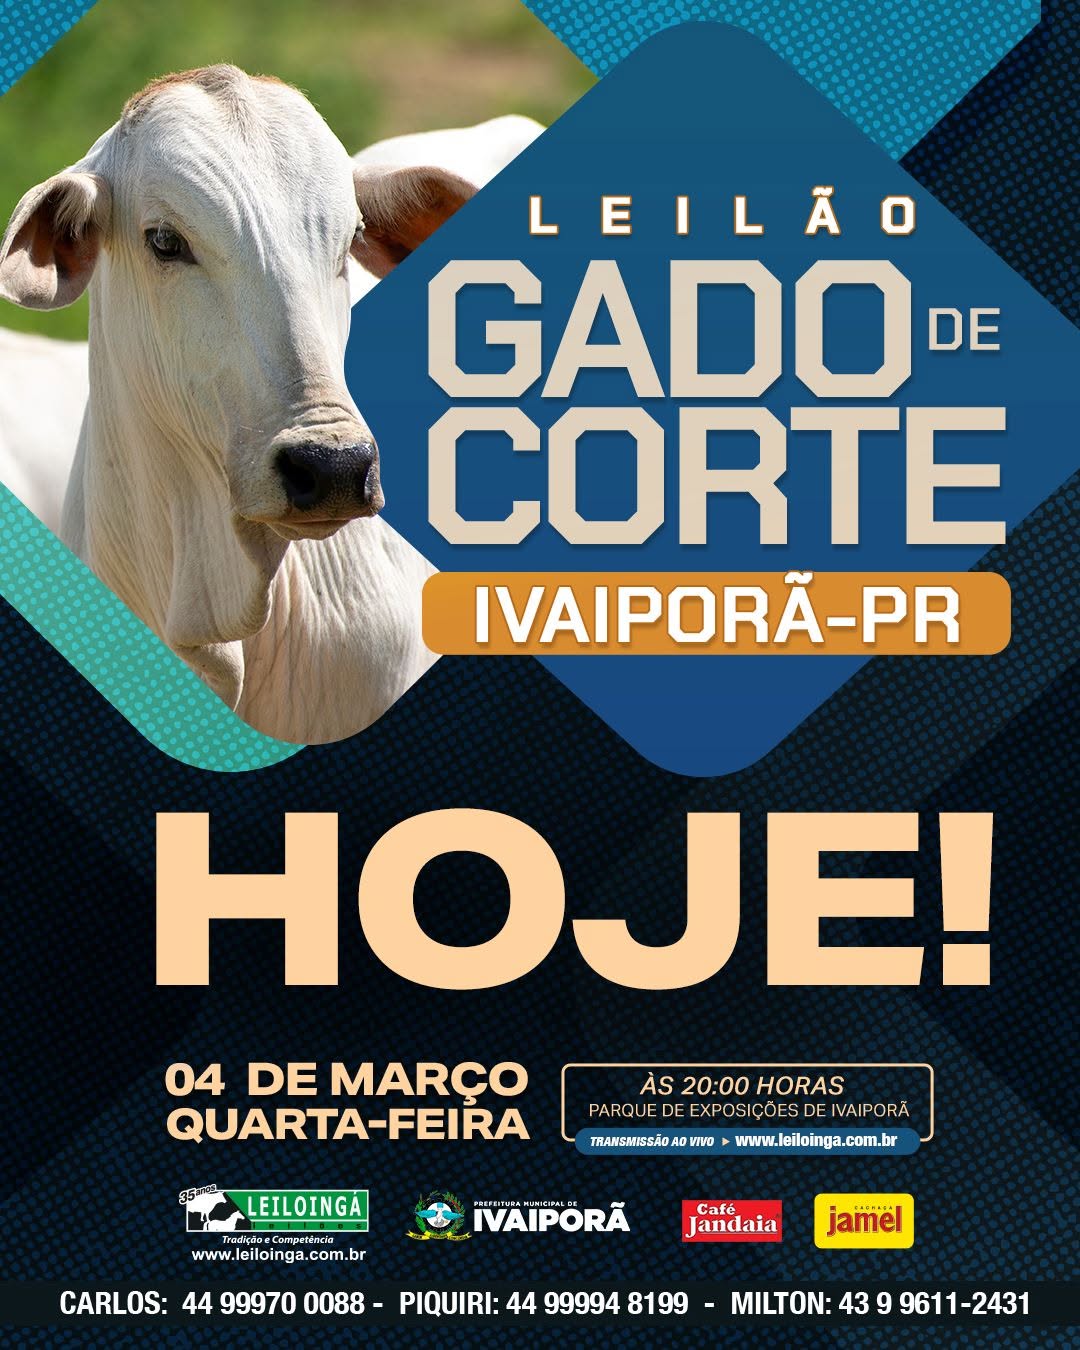 LEILÃO
GADO DE
CORTE
IVAIPORÃ-PR
HOJE!
04 DE MARÇO
QUARTA-FEIRA
ÀS 20:00 HORAS
PARQUE DE EXPOSIÇÕES DE IVAIPORÃ
TRANSMISSÃO AO VIVO ▶ www.leiloinga.com.br
35 anos
LEILOINGÁ
leilões
Tradição e Competência
www.leiloinga.com.br
PREFEITURA MUNICIPAL DE
IVAIPORÃ
Café
Jandaia
CACHAÇA
jamel
CARLOS: 44 99970 0088 - PIQUIRI: 44 99994 8199 - MILTON: 43 9 9611-2431